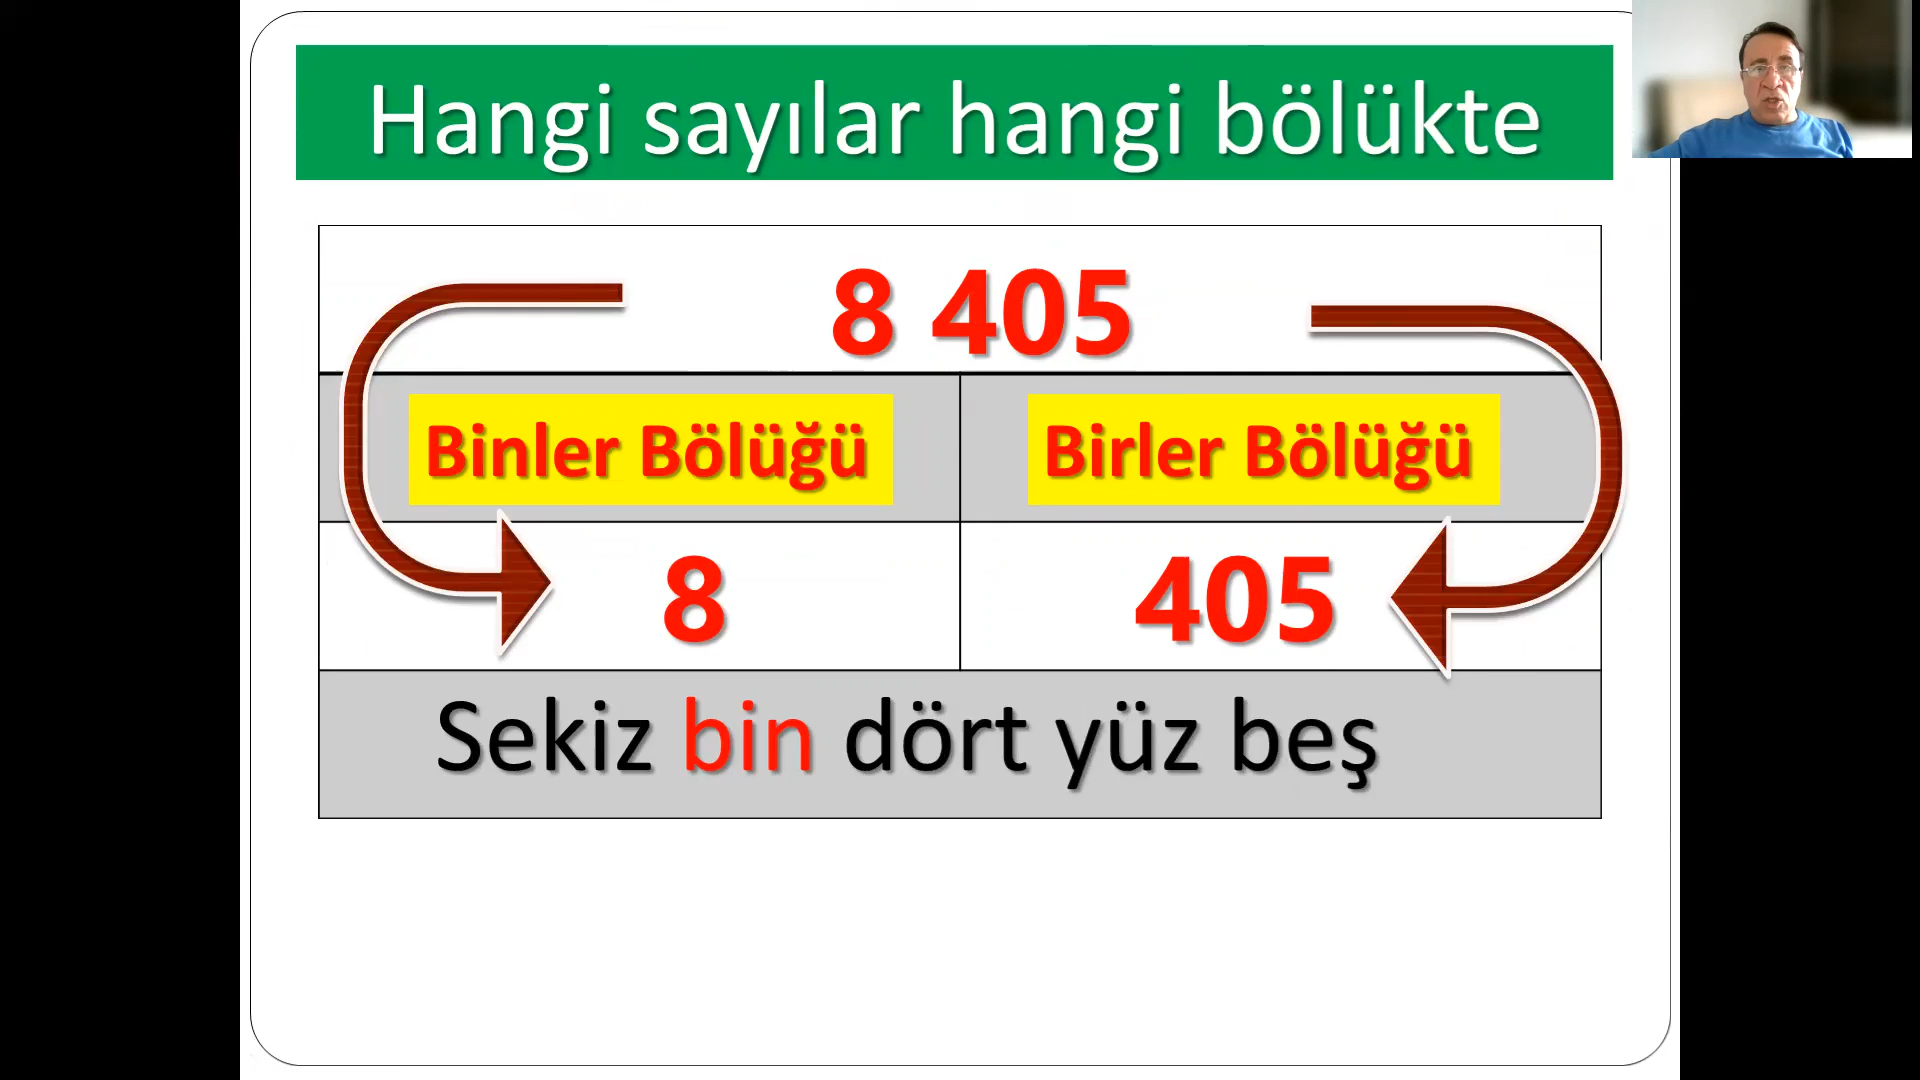 Hangi sayılar hangi bölükte
8 405
Binler Bölüğü
Birler Bölüğü
8
405
Sekiz bin dört yüz beş